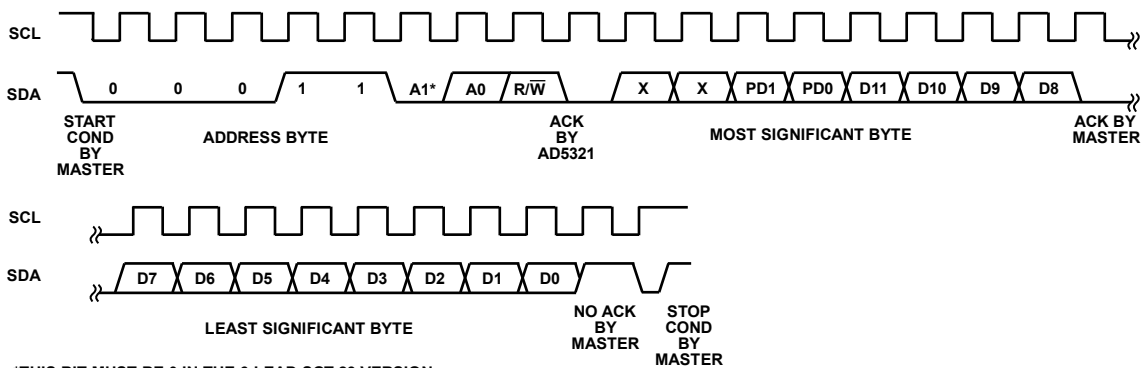 SCL
SDA 0 0 0 1 1 A1* A0 R/W̅ X X PD1 PD0 D11 D10 D9 D8
START COND BY MASTER
ADDRESS BYTE
ACK BY AD5321
MOST SIGNIFICANT BYTE
ACK BY MASTER
SCL
SDA D7 D6 D5 D4 D3 D2 D1 D0
LEAST SIGNIFICANT BYTE
NO ACK BY MASTER
STOP COND BY MASTER